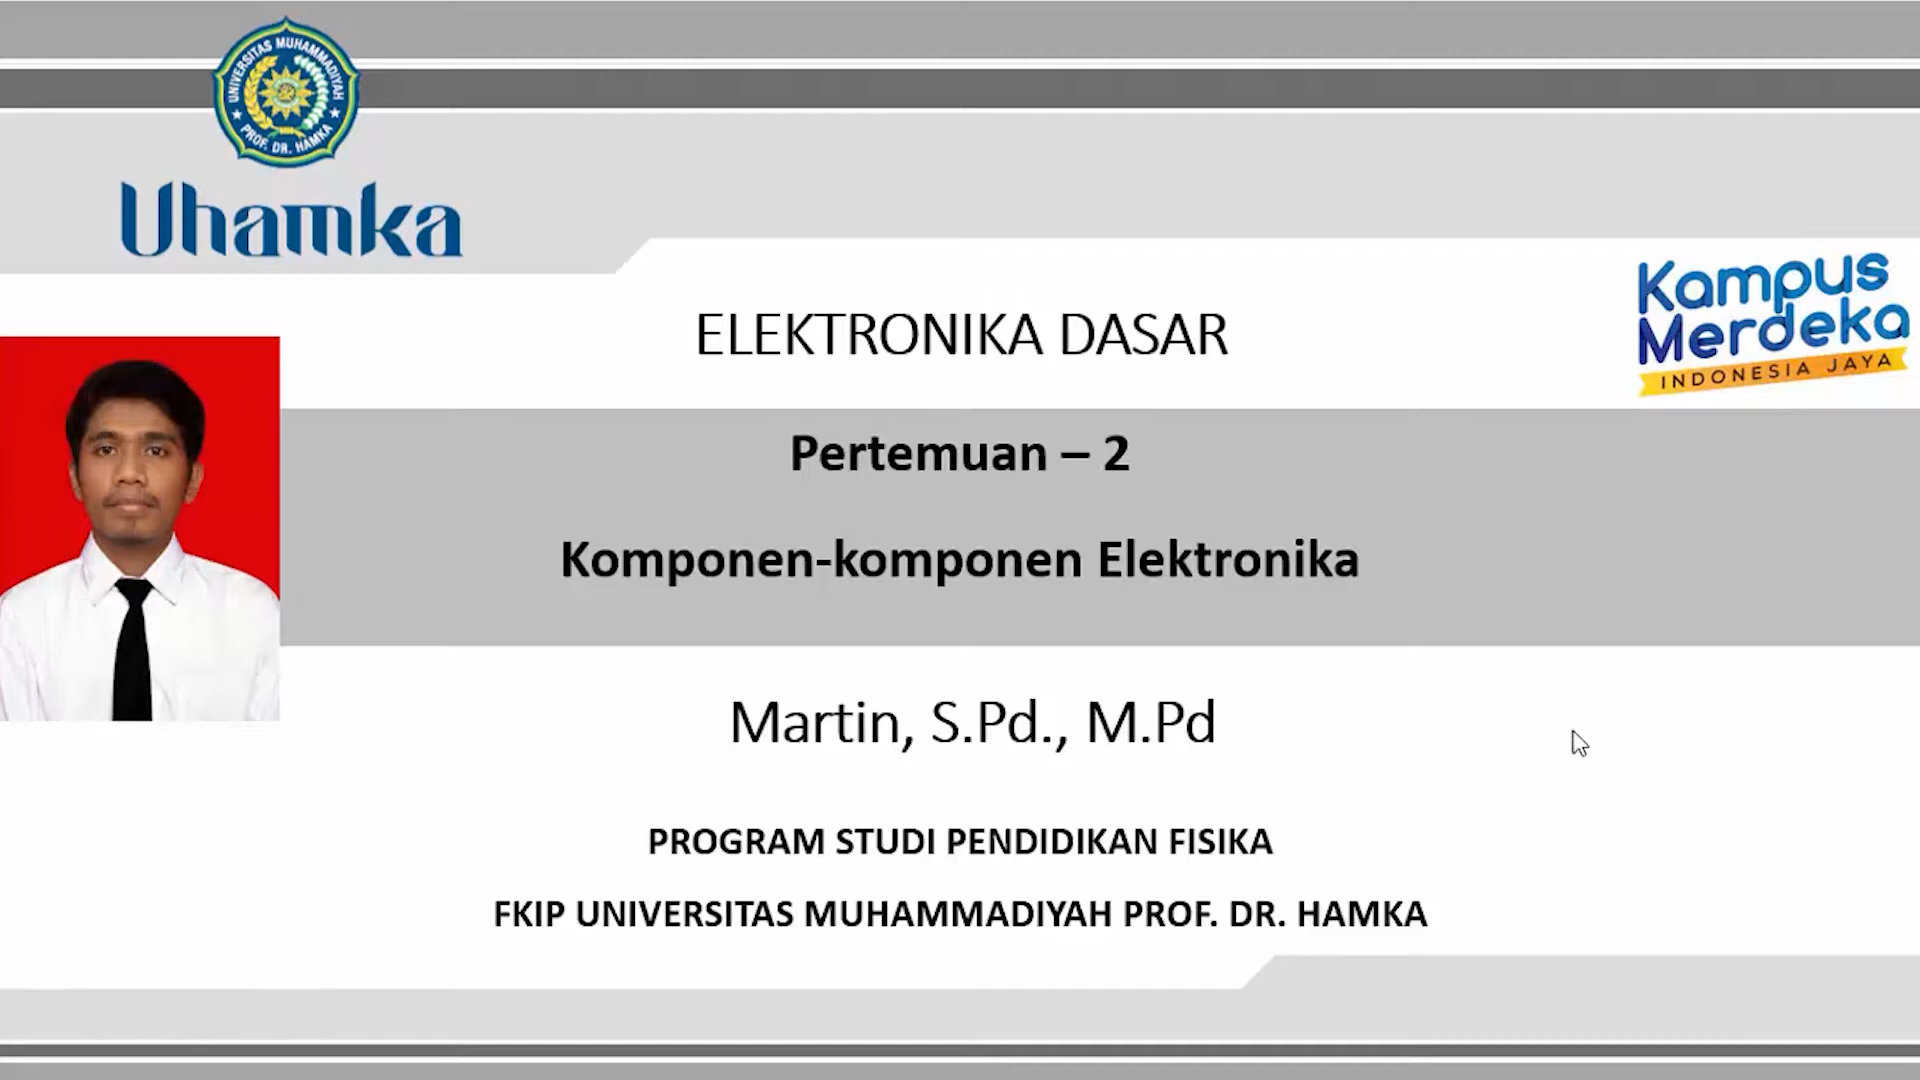 UNIVERSITAS MUHAMMADIYAH
PROF. DR. HAMKA
Uhamka
Kampus
Merdeka
INDONESIA JAYA
ELEKTRONIKA DASAR
Pertemuan – 2
Komponen-komponen Elektronika
Martin, S.Pd., M.Pd
PROGRAM STUDI PENDIDIKAN FISIKA
FKIP UNIVERSITAS MUHAMMADIYAH PROF. DR. HAMKA